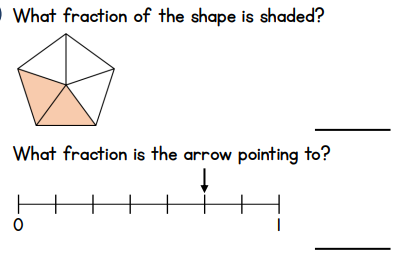 What fraction of the shape is shaded?
What fraction is the arrow pointing to?
0 1